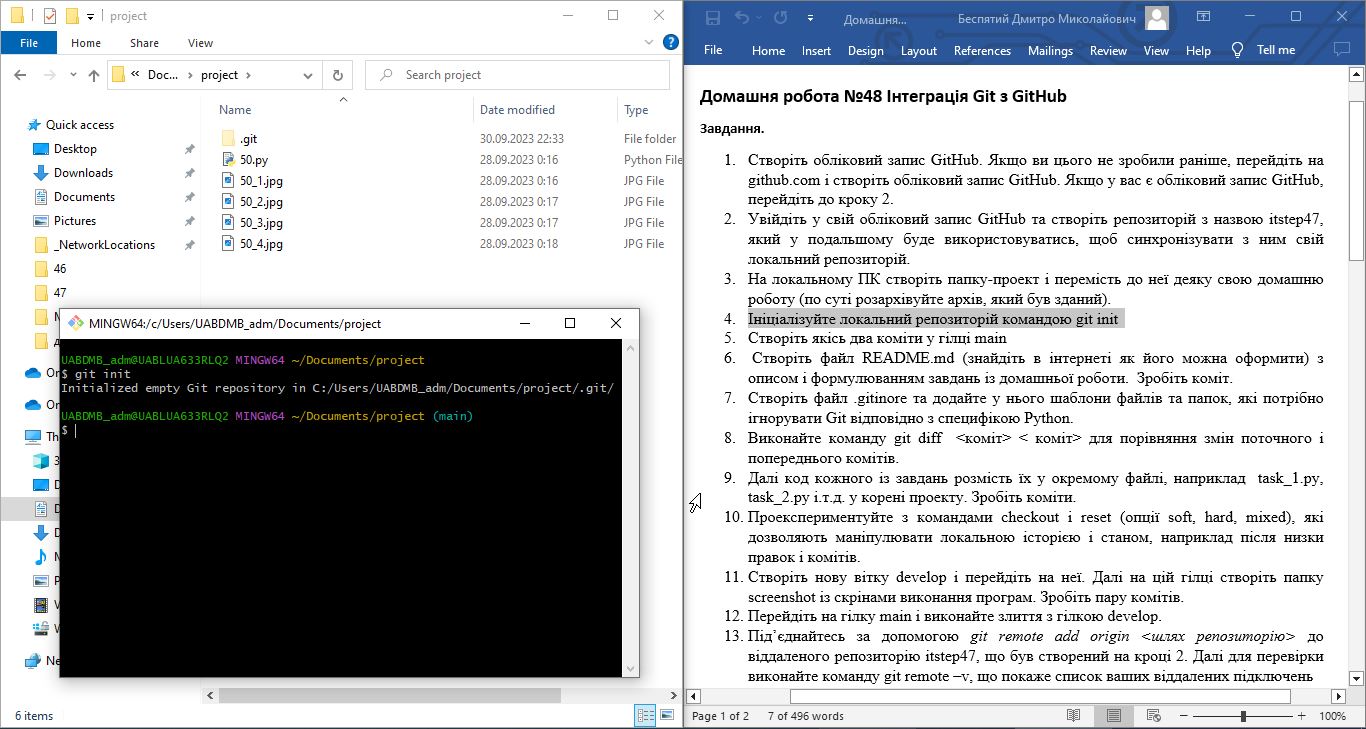 project
File
Home
Share
View
Doc...
project
Search project
Name
Date modified
Type
Quick access
Desktop
Downloads
Documents
Pictures
_NetworkLocations
46
47
.git 30.09.2023 22:33 File folder
50.py 28.09.2023 0:16 Python File
50_1.jpg 28.09.2023 0:16 JPG File
50_2.jpg 28.09.2023 0:17 JPG File
50_3.jpg 28.09.2023 0:17 JPG File
50_4.jpg 28.09.2023 0:18 JPG File
6 items
MINGW64:/c/Users/UABDMB_adm/Documents/project
UABDMB_adm@UABLUA633RLQ2 MINGW64 ~/Documents/project
$ git init
Initialized empty Git repository in C:/Users/UABDMB_adm/Documents/project/.git/
UABDMB_adm@UABLUA633RLQ2 MINGW64 ~/Documents/project (main)
$
Домашня...
Беспятий Дмитро Миколайович
File Home Insert Design Layout References Mailings Review View Help Tell me
Домашня робота №48 Інтеграція Git з GitHub
Завдання.
1. Створіть обліковий запис GitHub. Якщо ви цього не зробили раніше, перейдіть на
github.com і створіть обліковий запис GitHub. Якщо у вас є обліковий запис GitHub,
перейдіть до кроку 2.
2. Увійдіть у свій обліковий запис GitHub та створіть репозиторій з назвою itstep47,
який у подальшому буде використовуватись, щоб синхронізувати з ним свій
локальний репозиторій.
3. На локальному ПК створіть папку-проект і перемість до неї деяку свою домашню
роботу (по суті розархівуйте архів, який був зданий).
4. Ініціалізуйте локальний репозиторій командою git init
5. Створіть якісь два коміти у гілці main
6. Створіть файл README.md (знайдіть в інтернеті як його можна оформити) з
описом і формулюванням завдань із домашньої роботи. Зробіть коміт.
7. Створіть файл .gitinore та додайте у нього шаблони файлів та папок, які потрібно
ігнорувати Git відповідно з специфікою Python.
8. Виконайте команду git diff <коміт> < коміт> для порівняння змін поточного і
попереднього комітів.
9. Далі код кожного із завдань розмість їх у окремому файлі, наприклад task_1.py,
task_2.py і.т.д. у корені проекту. Зробіть коміти.
10. Проекспериментуйте з командами checkout і reset (опції soft, hard, mixed), які
дозволяють маніпулювати локальною історією і станом, наприклад після низки
правок і комітів.
11. Створіть нову вітку develop і перейдіть на неї. Далі на цій гілці створіть папку
screenshot із скрінами виконання програм. Зробіть пару комітів.
12. Перейдіть на гілку main і виконайте злиття з гілкою develop.
13. Під’єднайтесь за допомогою git remote add origin <шлях репозиторію> до
віддаленого репозиторію itstep47, що був створений на кроці 2. Далі для перевірки
виконайте команду git remote –v, що покаже список ваших віддалених підключень
Page 1 of 2 7 of 496 words 100%